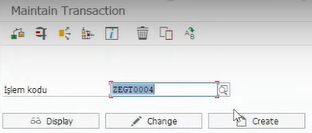 Maintain Transaction
İşlem kodu
ZEGT0004
Display
Change
Create